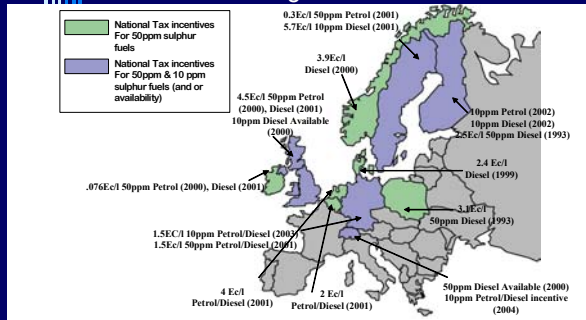 National Tax incentives
For 50ppm sulphur
fuels
National Tax incentives
For 50ppm & 10 ppm
sulphur fuels (and or
availability)
0.3Ec/l 50ppm Petrol (2001)
5.7Ec/l 10ppm Diesel (2001)
3.9Ec/l
Diesel (2000)
4.5Ec/l 50ppm Petrol
(2000), Diesel (2001)
10ppm Diesel Available
(2000)
10ppm Petrol (2002)
10ppm Diesel (2002)
2.5Ec/l 50ppm Diesel (1993)
2.4 Ec/l
Diesel (1999)
.076Ec/l 50ppm Petrol (2000), Diesel (2001)
3.1Ec/l
50ppm Diesel (1993)
1.5EC/l 10ppm Petrol/Diesel (2003)
1.5Ec/l 50ppm Petrol/Diesel (2001)
4 Ec/l
Petrol/Diesel
(2001)
2 Ec/l
Petrol/Diesel (2001)
50ppm Diesel Available (2000)
10ppm Petrol/Diesel incentive
(2004)